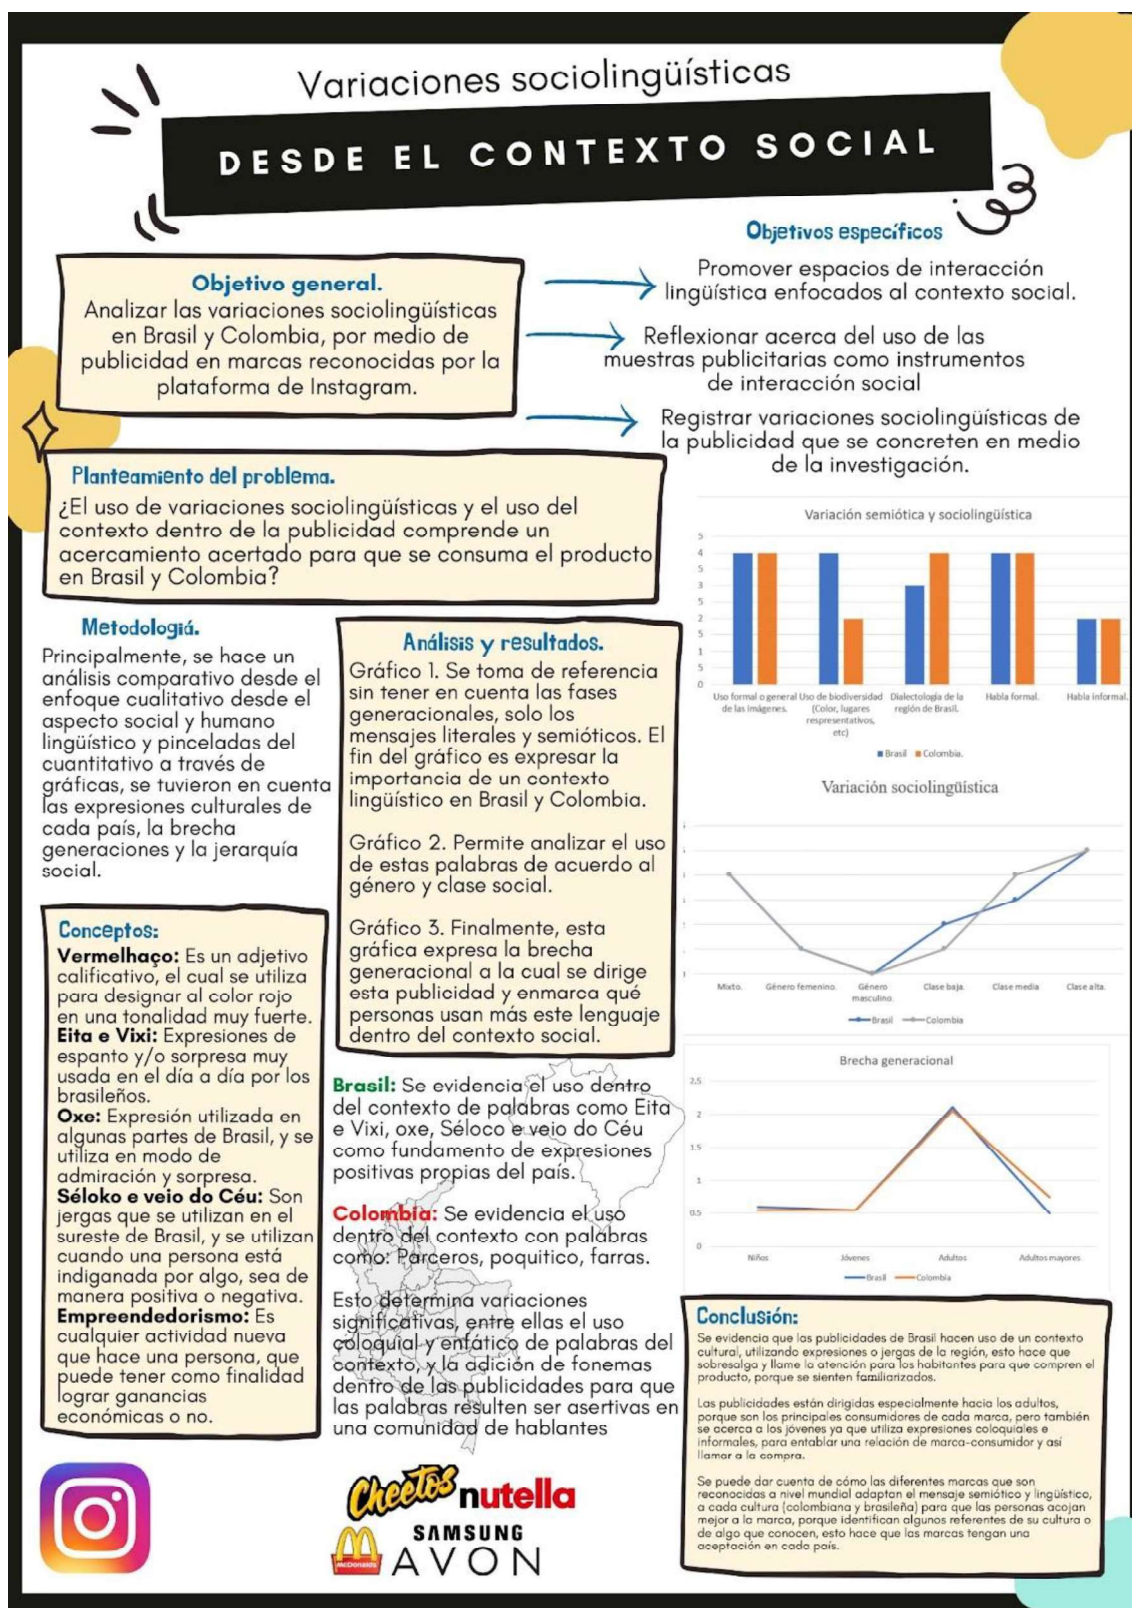 Variaciones sociolingüísticas
DESDE EL CONTEXTO SOCIAL
Objetivo general.
Analizar las variaciones sociolingüísticas
en Brasil y Colombia, por medio de
publicidad en marcas reconocidas por la
plataforma de Instagram.
Objetivos específicos
Promover espacios de interacción
lingüística enfocados al contexto social.
Reflexionar acerca del uso de las
muestras publicitarias como instrumentos
de interacción social
Registrar variaciones sociolingüísticas de
la publicidad que se concreten en medio
de la investigación.
Planteamiento del problema.
¿El uso de variaciones sociolingüísticas y el uso del
contexto dentro de la publicidad comprende un
acercamiento acertado para que se consuma el producto
en Brasil y Colombia?
Metodologiá.
Principalmente, se hace un
análisis comparativo desde el
enfoque cualitativo desde el
aspecto social y humano
lingüístico y pinceladas del
cuantitativo a través de
gráficas, se tuvieron en cuenta
las expresiones culturales de
cada país, la brecha
generaciones y la jerarquía
social.
Conceptos:
Vermelhaço: Es un adjetivo
calificativo, el cual se utiliza
para designar al color rojo
en una tonalidad muy fuerte.
Eita e Vixi: Expresiones de
espanto y/o sorpresa muy
usada en el día a día por los
brasileños.
Oxe: Expresión utilizada en
algunas partes de Brasil, y se
utiliza en modo de
admiración y sorpresa.
Séloko e veio do Céu: Son
jergas que se utilizan en el
sureste de Brasil, y se utilizan
cuando una persona está
indiganada por algo, sea de
manera positiva o negativa.
Empreendedorismo: Es
cualquier actividad nueva
que hace una persona, que
puede tener como finalidad
lograr ganancias
económicas o no.
Análisis y resultados.
Gráfico 1. Se toma de referencia
sin tener en cuenta las fases
generacionales, solo los
mensajes literales y semióticos. El
fin del gráfico es expresar la
importancia de un contexto
lingüístico en Brasil y Colombia.
Gráfico 2. Permite analizar el uso
de estas palabras de acuerdo al
género y clase social.
Gráfico 3. Finalmente, esta
gráfica expresa la brecha
generacional a la cual se dirige
esta publicidad y enmarca qué
personas usan más este lenguaje
dentro del contexto social.
Brasil: Se evidencia el uso dentro
del contexto de palabras como Eita
e Vixi, oxe, Séloco e veio do Céu
como fundamento de expresiones
positivas propias del país.
Colombia: Se evidencia el uso
dentro del contexto con palabras
como: Parceros, poquitico, farras.
Esto determina variaciones
significativas, entre ellas el uso
coloquial y enfático de palabras del
contexto, y la adición de fonemas
dentro de las publicidades para que
las palabras resulten ser asertivas en
una comunidad de hablantes
Cheetos nutella
McDonalds
SAMSUNG
AVON
Variación semiótica y sociolingüística
5
4
5
3
5
2
5
1
5
0
Uso formal o general
de las imágenes.
Uso de biodiversidad
(Color, lugares
respresentativos,
etc)
Dialectología de la
región de Brasil.
Habla formal.
Habla informal.
Brasil Colombia.
Variación sociolingüística
Mixto.
Género femenino.
Género
masculino.
Clase baja.
Clase media
Clase alta.
Brasil Colombia
Brecha generacional
2.5
2
1.5
1
0.5
0
Niños
Jóvenes
Adultos
Adultos mayores.
Brasil Colombia
Conclusión:
Se evidencia que las publicidades de Brasil hacen uso de un contexto
cultural, utilizando expresiones o jergas de la región, esto hace que
sobresalga y llame la atención para los habitantes para que compren el
producto, porque se sienten familiarizados.
Las publicidades están dirigidas especialmente hacia los adultos,
porque son los principales consumidores de cada marca, pero también
se acerca a los jóvenes ya que utiliza expresiones coloquiales e
informales, para entablar una relación de marca-consumidor y así
llamar a la compra.
Se puede dar cuenta de cómo las diferentes marcas que son
reconocidas a nivel mundial adaptan el mensaje semiótico y lingüístico,
a cada cultura (colombiana y brasileña) para que las personas acojan
mejor a la marca, porque identifican algunos referentes de su cultura o
de algo que conocen, esto hace que las marcas tengan una
aceptación en cada país.